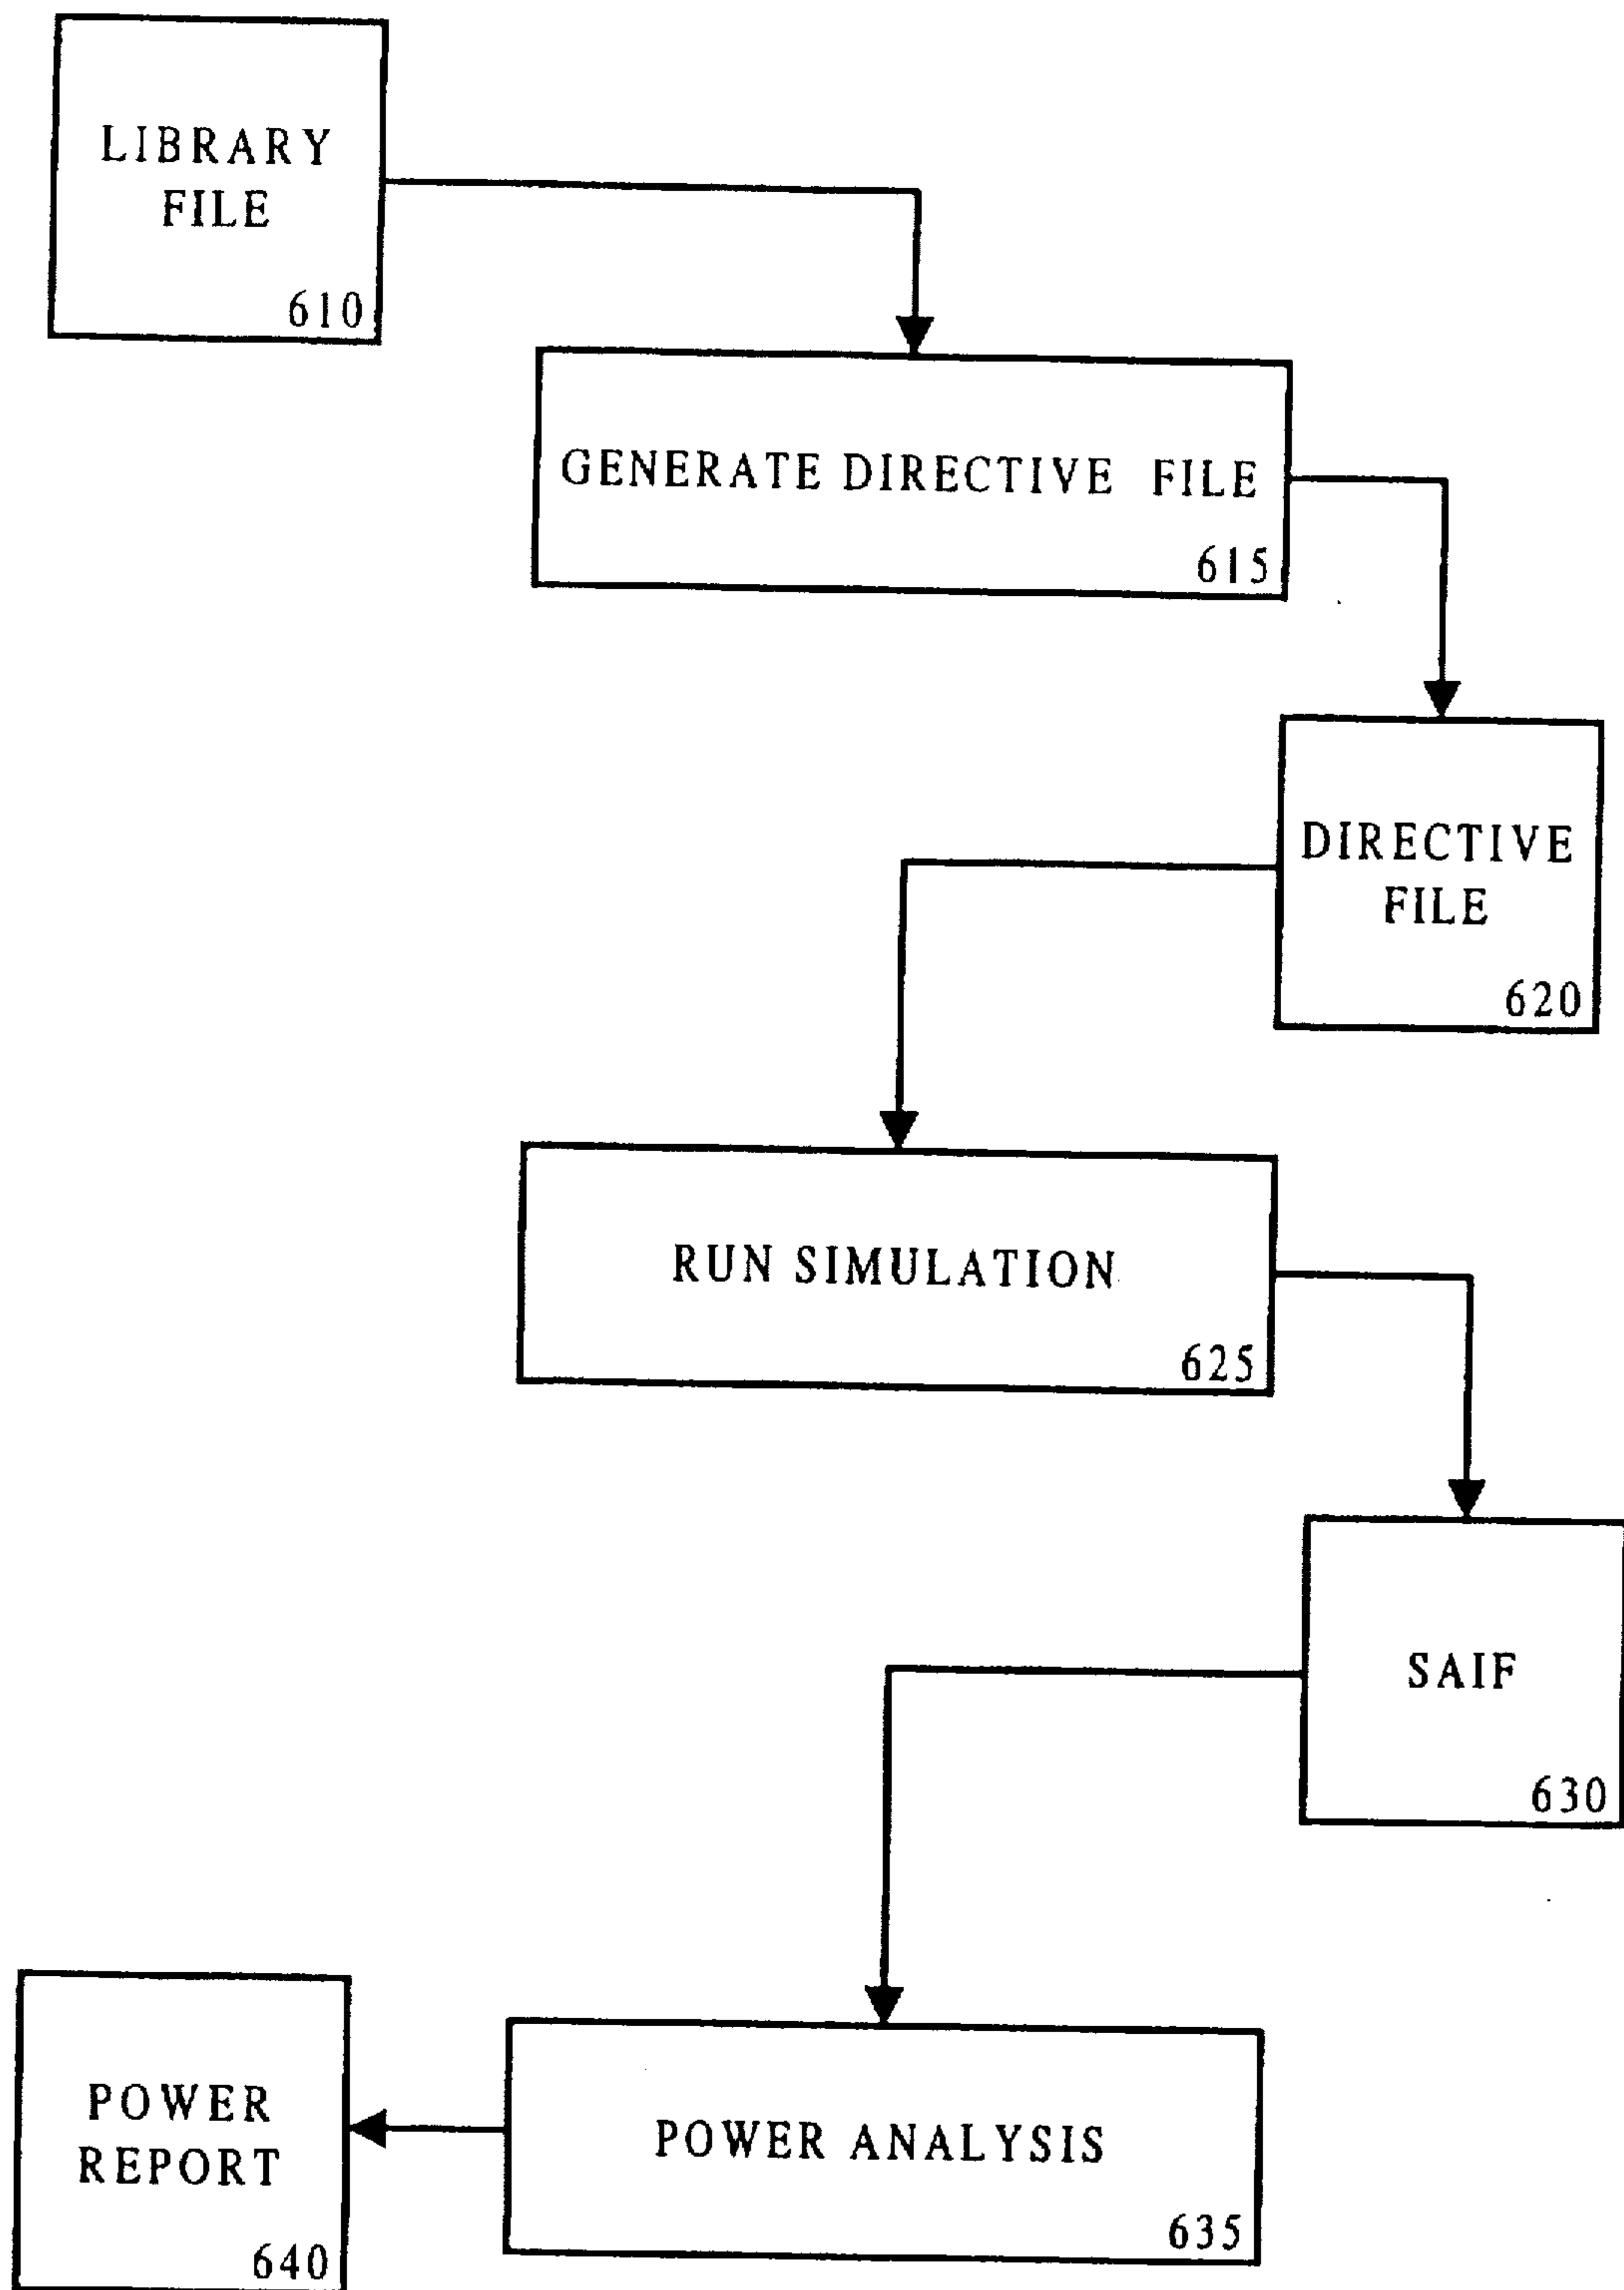 LIBRARY
FILE
610
GENERATE DIRECTIVE FILE
615
DIRECTIVE
FILE
620
RUN SIMULATION
625
SAIF
630
POWER ANALYSIS
635
POWER
REPORT
640